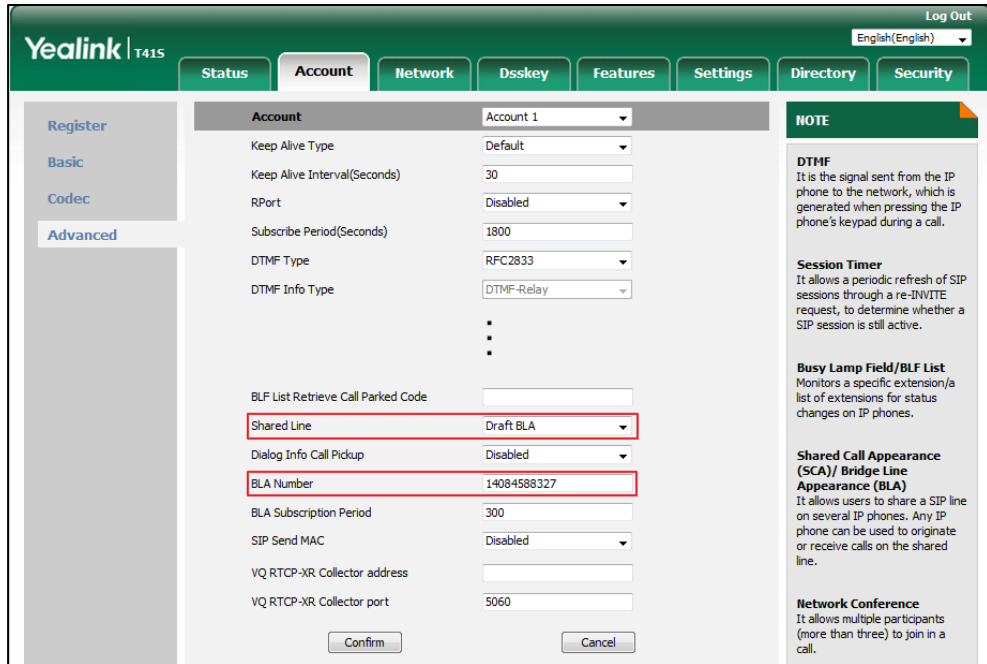 Log Out
Yealink T41S
English(English)
Status Account Network Dsskey Features Settings Directory Security
Register
Basic
Codec
Advanced
Account Account 1
Keep Alive Type Default
Keep Alive Interval(Seconds) 30
RPort Disabled
Subscribe Period(Seconds) 1800
DTMF Type RFC2833
DTMF Info Type DTMF-Relay
BLF List Retrieve Call Parked Code
Shared Line Draft BLA
Dialog Info Call Pickup Disabled
BLA Number 14084588327
BLA Subscription Period 300
SIP Send MAC Disabled
VQ RTCP-XR Collector address
VQ RTCP-XR Collector port 5060
Confirm Cancel
NOTE
DTMF
It is the signal sent from the IP
phone to the network, which is
generated when pressing the IP
phone's keypad during a call.
Session Timer
It allows a periodic refresh of SIP
sessions through a re-INVITE
request, to determine whether a
SIP session is still active.
Busy Lamp Field/BLF List
Monitors a specific extension/a
list of extensions for status
changes on IP phones.
Shared Call Appearance
(SCA)/ Bridge Line
Appearance (BLA)
It allows users to share a SIP line
on several IP phones. Any IP
phone can be used to originate
or receive calls on the shared
line.
Network Conference
It allows multiple participants
(more than three) to join in a
call.